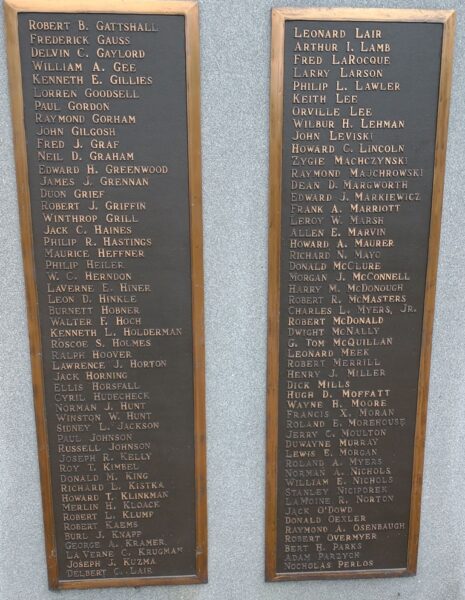 ROBERT B. GATTSHALL
FREDERICK GAUSS
DELVIN C. GAYLORD
WILLIAM A. GEE
KENNETH E. GILLIES
LORREN GOODSELL
PAUL GORDON
RAYMOND GORHAM
JOHN GILGOSH
FRED J. GRAF
NEIL D. GRAHAM
EDWARD H. GREENWOOD
JAMES J. GRENNAN
DUON GRIEF
ROBERT J. GRIFFIN
WINTHROP GRILL
JACK C. HAINES
PHILIP R. HASTINGS
MAURICE HEFFNER
PHILIP HEILER
W. C. HERNDON
LAVERNE E. HINER
LEON D. HINKLE
BURNETT HOBNER
WALTER F. HOCH
KENNETH L. HOLDERMAN
ROSCOE S. HOLMES
RALPH HOOVER
LAWRENCE J. HORTON
JACK HORNING
ELLIS HORSFALL
CYRIL HUDECHECK
NORMAN J. HUNT
WINSTON W. HUNT
SIDNEY L. JACKSON
PAUL JOHNSON
RUSSELL JOHNSON
JOSEPH R. KELLY
ROY T. KIMBEL
DONALD M. KING
RICHARD L. KISTKA
HOWARD T. KLINKMAN
MERLIN H. KLOACK
ROBERT L. KLUMP
ROBERT KAEMS
BURL J. KNAPP
GEORGE A. KRAMER
LA VERNE C. KRUGMAN
JOSEPH J. KUZMA
DELBERT C. LAIR
LEONARD LAIR
ARTHUR I. LAMB
FRED LAROCQUE
LARRY LARSON
PHILIP L. LAWLER
KEITH LEE
ORVILLE LEE
WILBUR H. LEHMAN
JOHN LEVISKI
HOWARD C. LINCOLN
ZYGIE MACHCZYNSKI
RAYMOND MAJCHROWSKI
DEAN D. MARGWORTH
EDWARD J. MARKIEWICZ
FRANK A. MARRIOTT
LEROY W. MARSH
ALLEN E. MARVIN
HOWARD A. MAURER
RICHARD N. MAYO
DONALD MCCLURE
MORGAN J. MCCONNELL
HARRY M. MCDONOUGH
ROBERT R. MCMASTERS
CHARLES L. MYERS, JR.
ROBERT MCDONALD
DWIGHT MCNALLY
G. TOM MCQUILLAN
LEONARD MEEK
ROBERT MERRILL
HENRY J. MILLER
DICK MILLS
HUGH D. MOFFATT
WAYNE H. MOORE
FRANCIS X. MORAN
ROLAND E. MOREHOUSE
JERRY C. MOULTON
DUWAYNE MURRAY
LEWIS E. MORGAN
ROLAND A. MYERS
NORMAN A. NICHOLS
WILLIAM E. NICHOLS
STANLEY NICIPOREK
LAMOINE R. NORTON
JACK O'DOWD
DONALD OEXLER
RAYMOND A. OSENBAUGH
ROBERT OVERMYER
BERT H. PARKS
ADAM PARZYCH
NOCHOLAS PERLOS